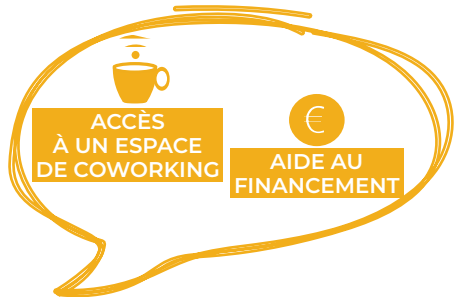 ACCÈS
À UN ESPACE
DE COWORKING
€
AIDE AU
FINANCEMENT